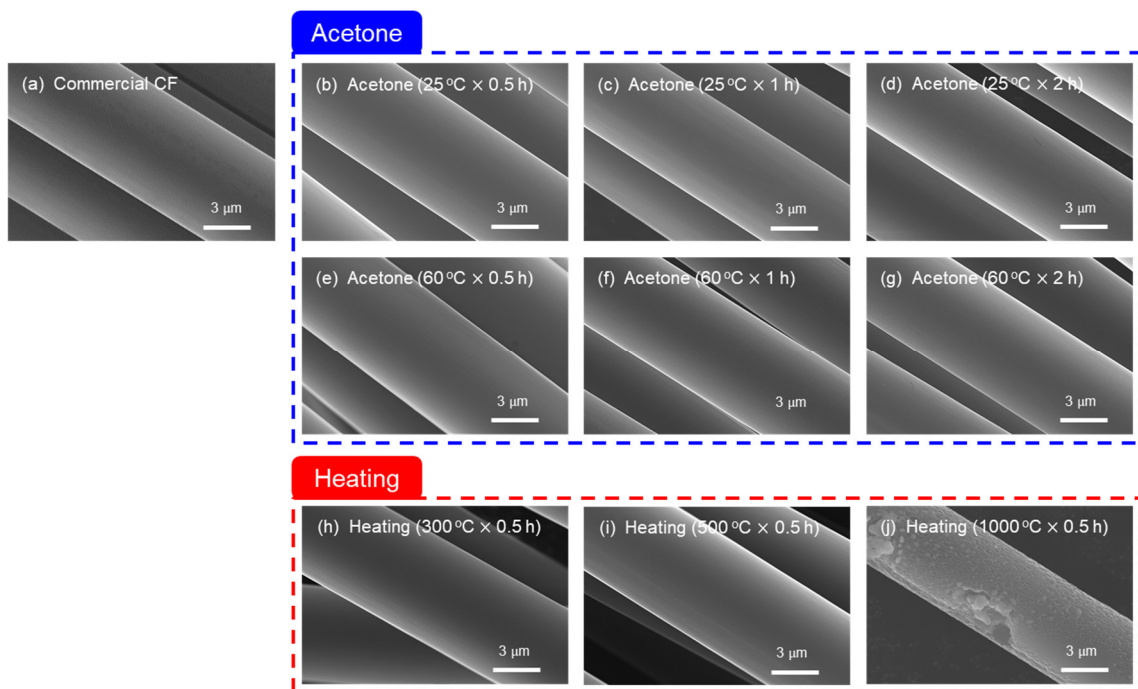 Acetone
(a) Commercial CF
3 μm
(b) Acetone (25 °C × 0.5 h)
3 μm
(c) Acetone (25 °C × 1 h)
3 μm
(d) Acetone (25 °C × 2 h)
3 μm
(e) Acetone (60 °C × 0.5 h)
3 μm
(f) Acetone (60 °C × 1 h)
3 μm
(g) Acetone (60 °C × 2 h)
3 μm
Heating
(h) Heating (300 °C × 0.5 h)
3 μm
(i) Heating (500 °C × 0.5 h)
3 μm
(j) Heating (1000 °C × 0.5 h)
3 μm